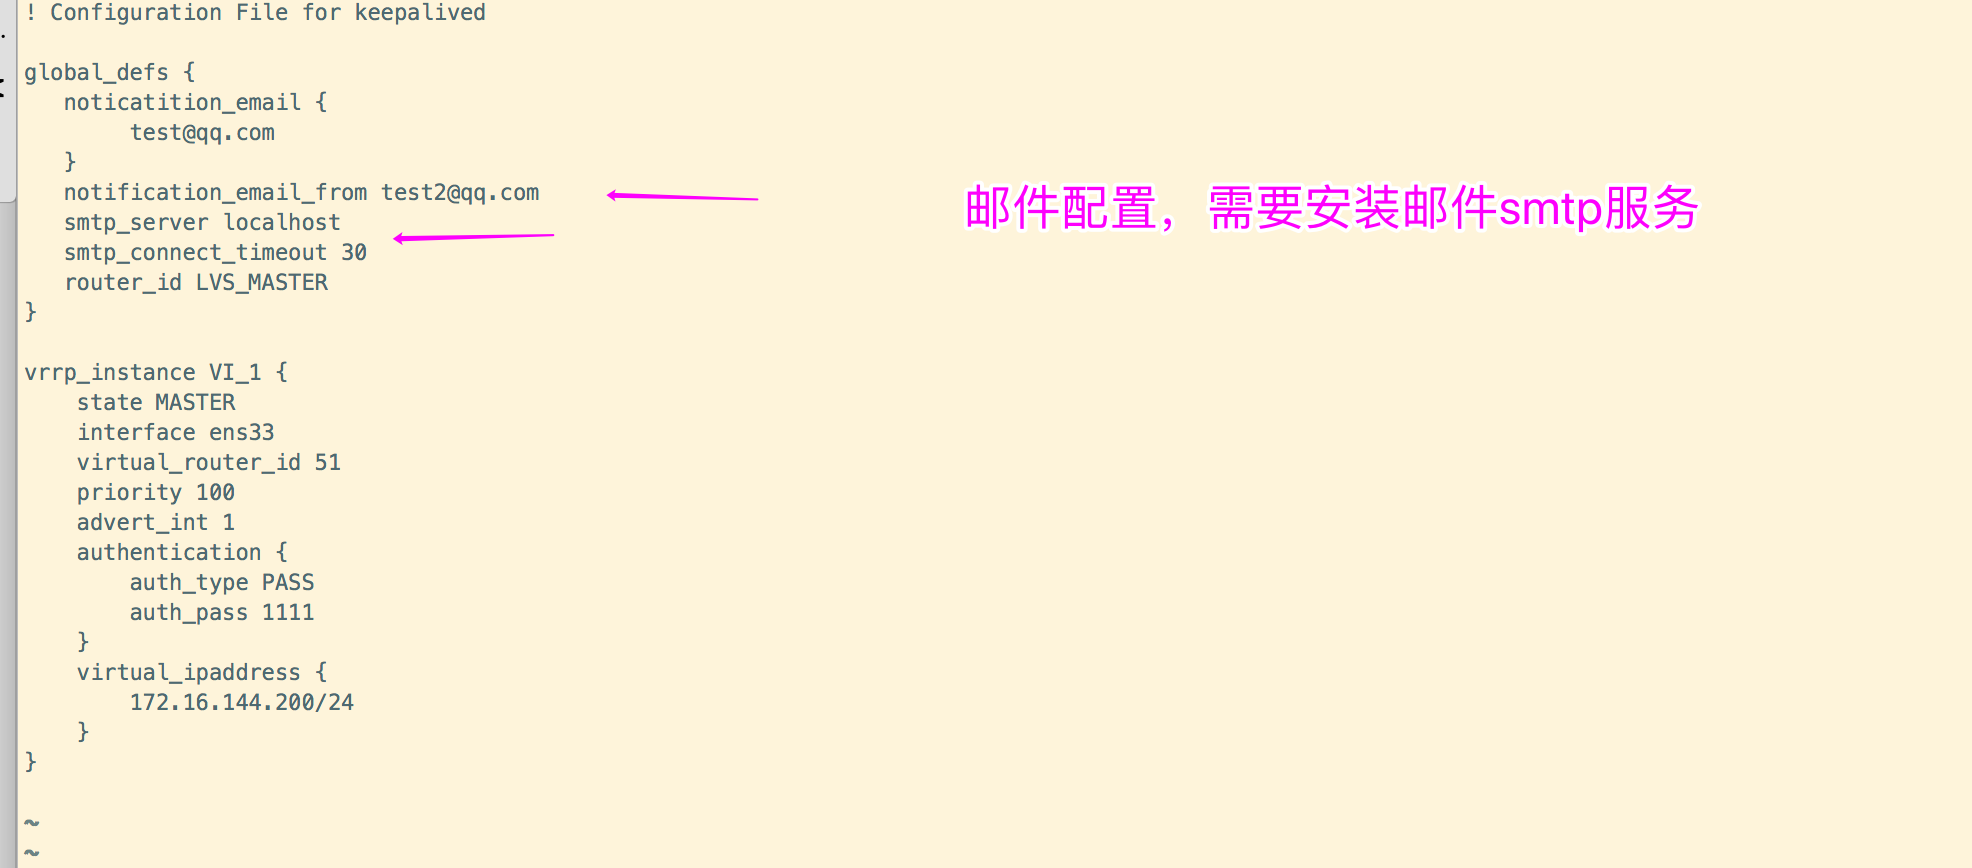 ! Configuration File for keepalived
global_defs {
noticatition_email {
test@qq.com
}
notification_email_from test2@qq.com
邮件配置，需要安装邮件smtp服务
smtp_server localhost
smtp_connect_timeout 30
router_id LVS_MASTER
}
vrrp_instance VI_1 {
state MASTER
interface ens33
virtual_router_id 51
priority 100
advert_int 1
authentication {
auth_type PASS
auth_pass 1111
}
virtual_ipaddress {
172.16.144.200/24
}
}
~
~